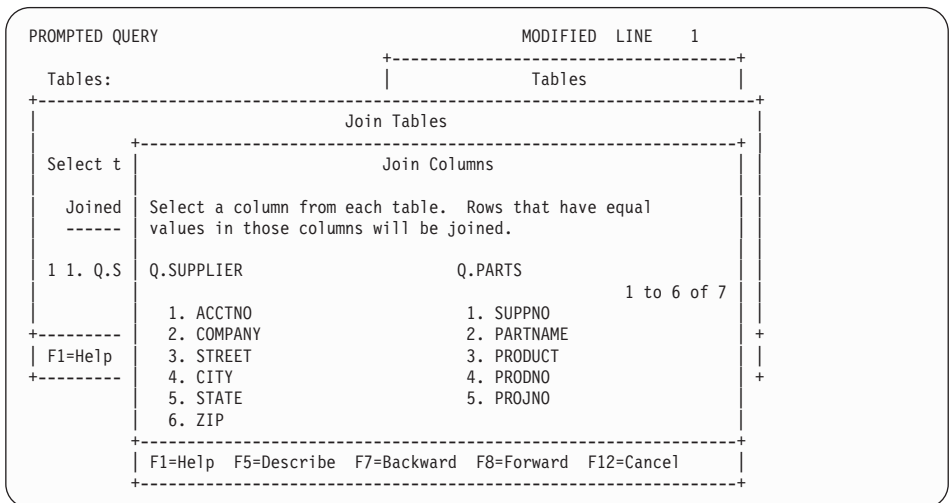 PROMPTED QUERY MODIFIED LINE 1
Tables: Tables
Join Tables
Select t Join Columns
Joined Select a column from each table. Rows that have equal
------ values in those columns will be joined.
1 1. Q.S Q.SUPPLIER Q.PARTS
1 to 6 of 7
1. ACCTNO 1. SUPPNO
2. COMPANY 2. PARTNAME
F1=Help 3. STREET 3. PRODUCT
4. CITY 4. PRODNO
5. STATE 5. PROJNO
6. ZIP
F1=Help F5=Describe F7=Backward F8=Forward F12=Cancel